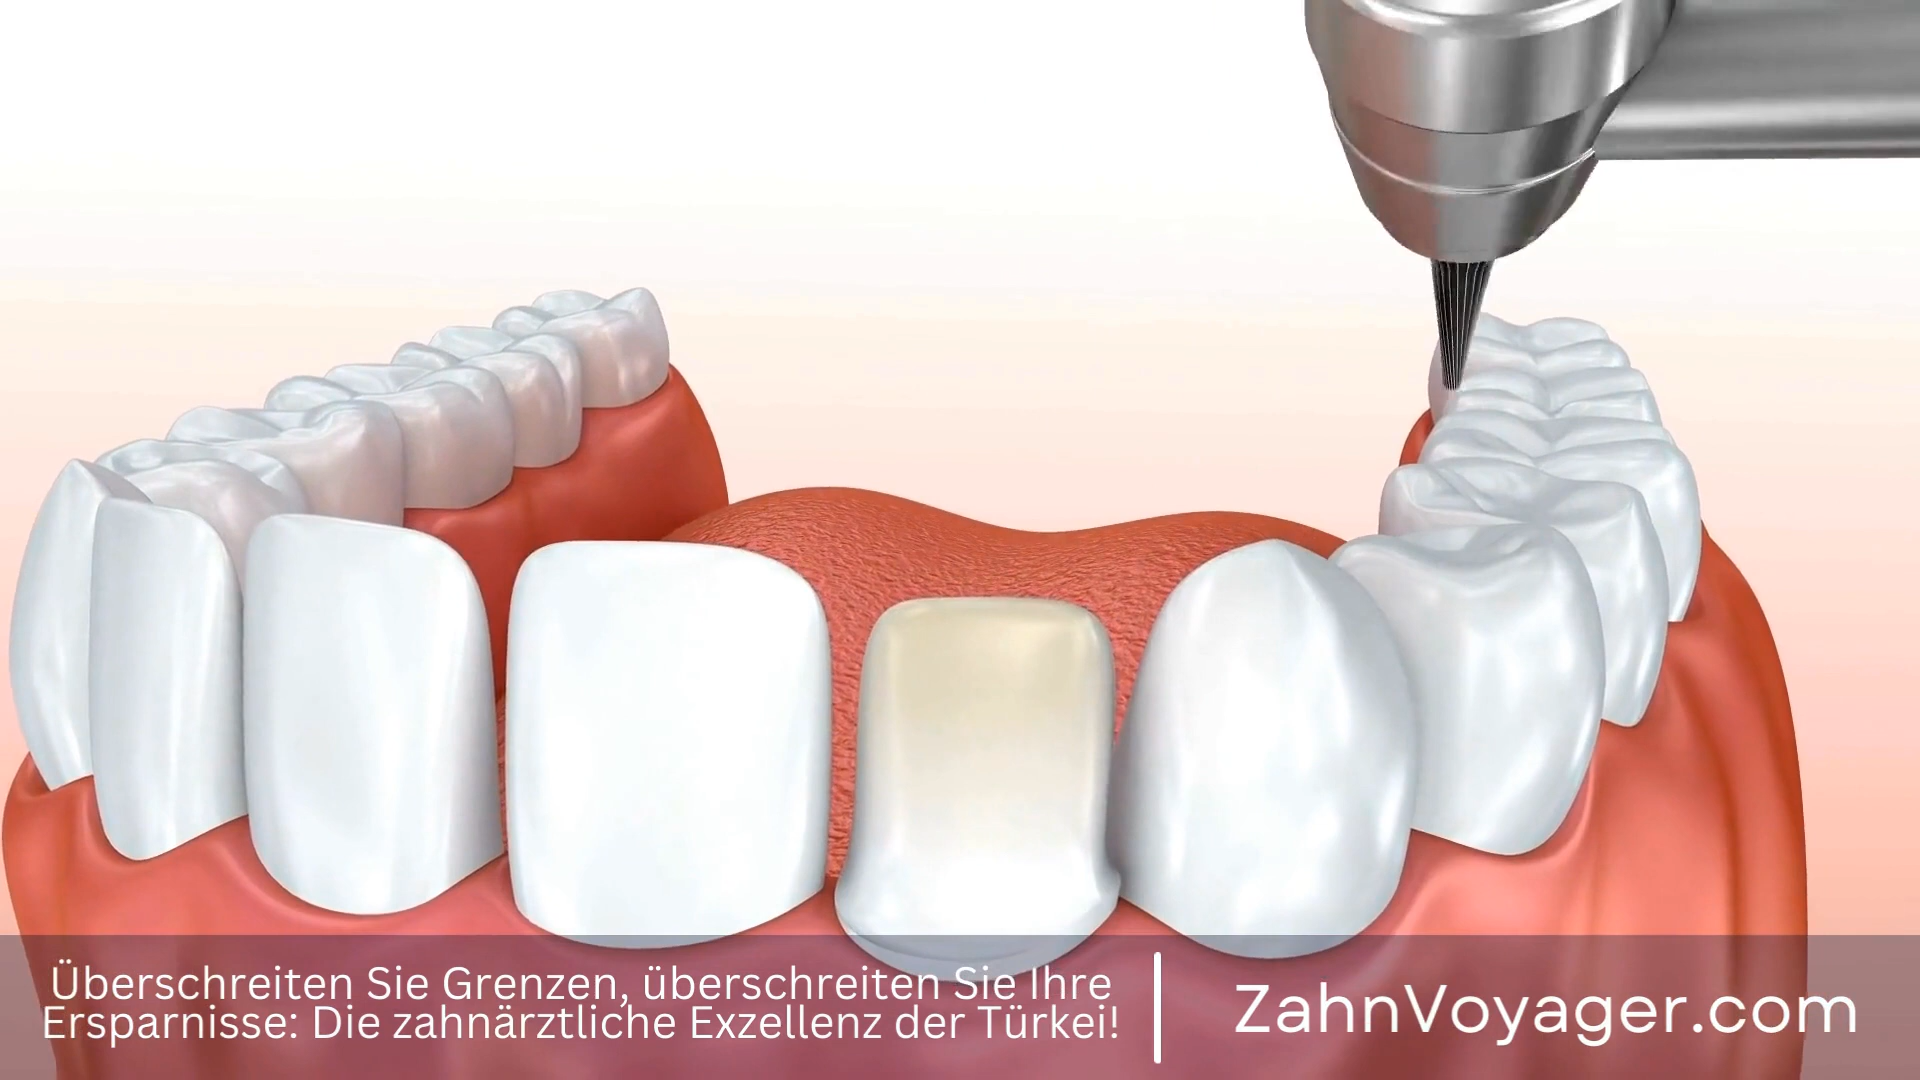 Überschreiten Sie Grenzen, überschreiten Sie Ihre
Ersparnisse: Die zahnärztliche Exzellenz der Türkei!
ZahnVoyager.com